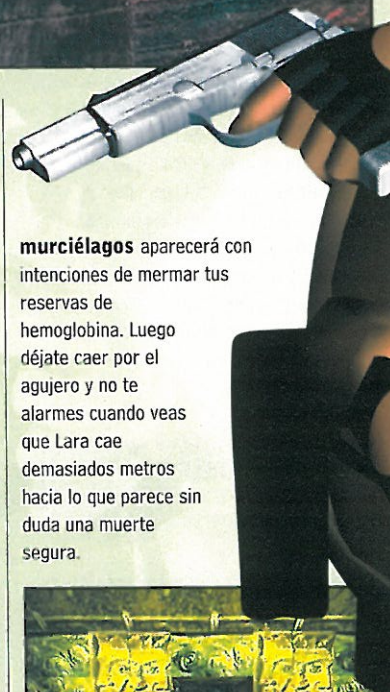 murciélagos aparecerá con
intenciones de mermar tus
reservas de
hemoglobina. Luego
déjate caer por el
agujero y no te
alarmes cuando veas
que Lara cae
demasiados metros
hacia lo que parece sin
duda una muerte
segura.